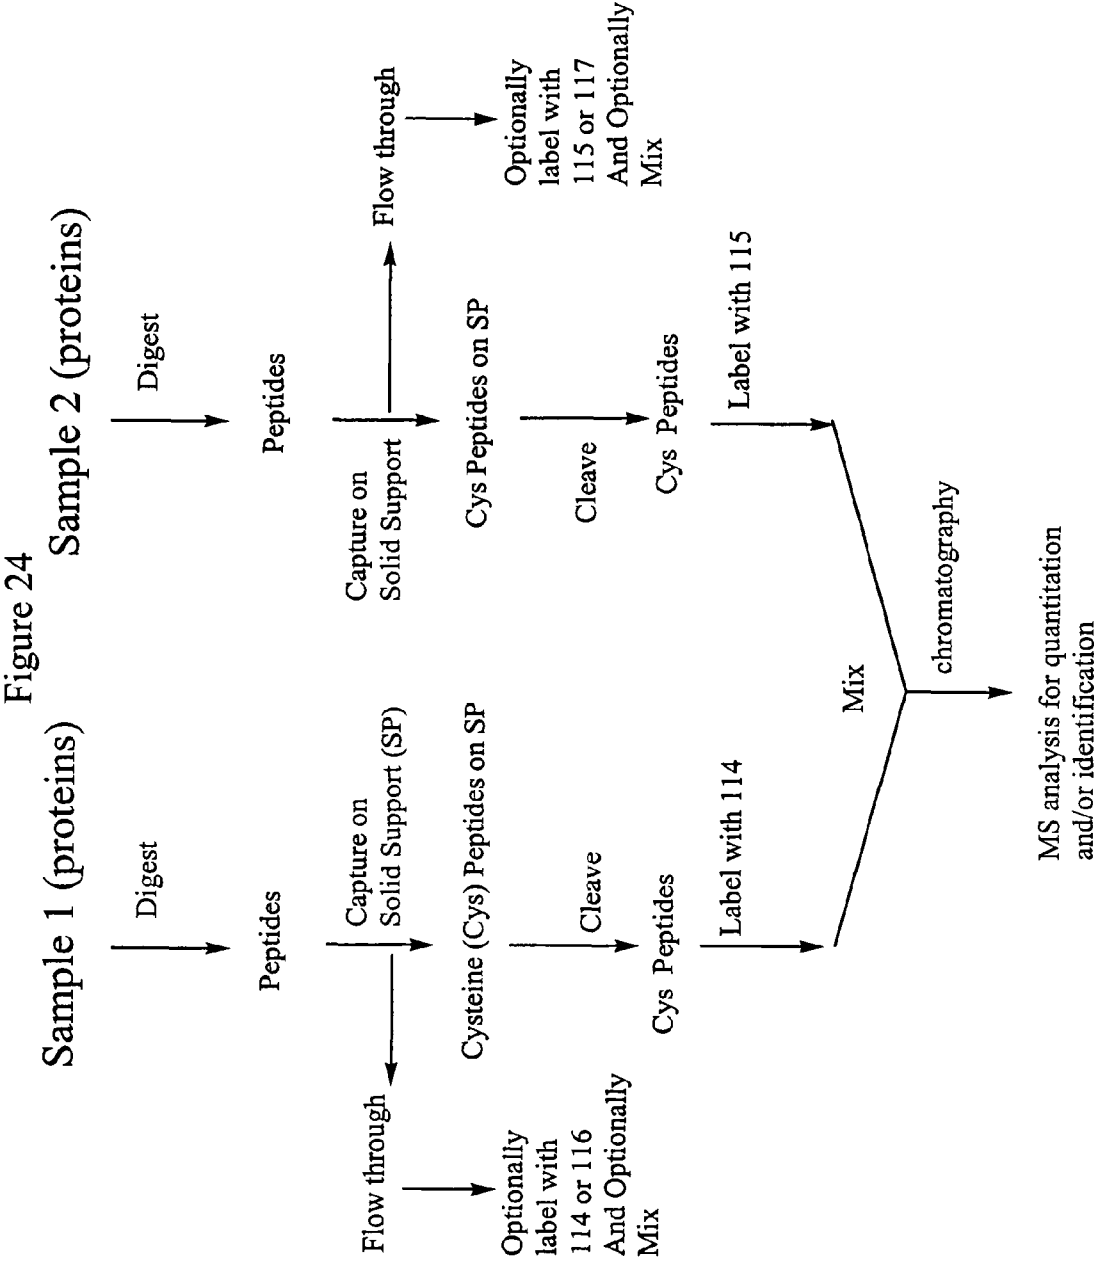 Figure 24
Sample 1 (proteins)
Digest
Peptides
Capture on
Solid Support (SP)
Flow through
Optionally
label with
114 or 116
And Optionally
Mix
Cysteine (Cys) Peptides on SP
Cleave
Cys Peptides
Label with 114
Sample 2 (proteins)
Digest
Peptides
Capture on
Solid Support
Flow through
Optionally
label with
115 or 117
And Optionally
Mix
Cys Peptides on SP
Cleave
Cys Peptides
Label with 115
Mix
chromatography
MS analysis for quantitation
and/or identification